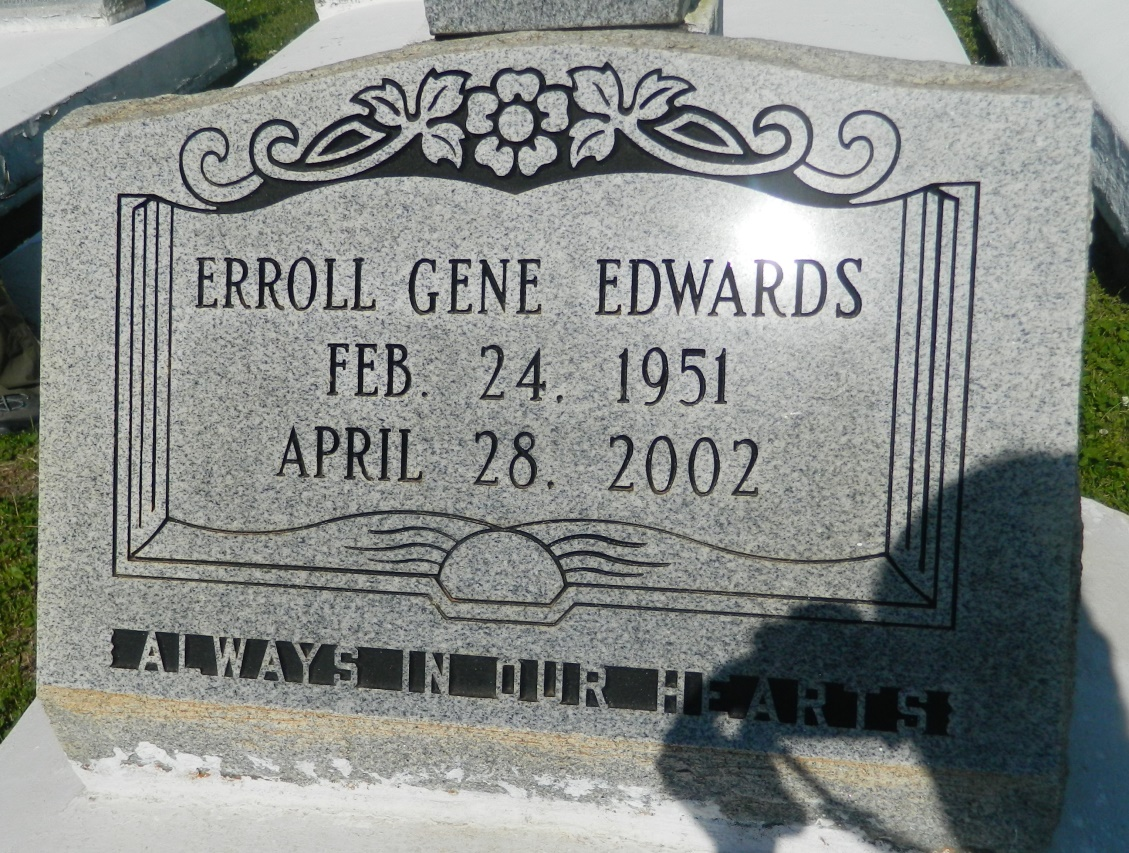 ERROLL GENE EDWARDS
FEB. 24. 1951
APRIL 28. 2002
ALWAYS IN OUR HEARTS